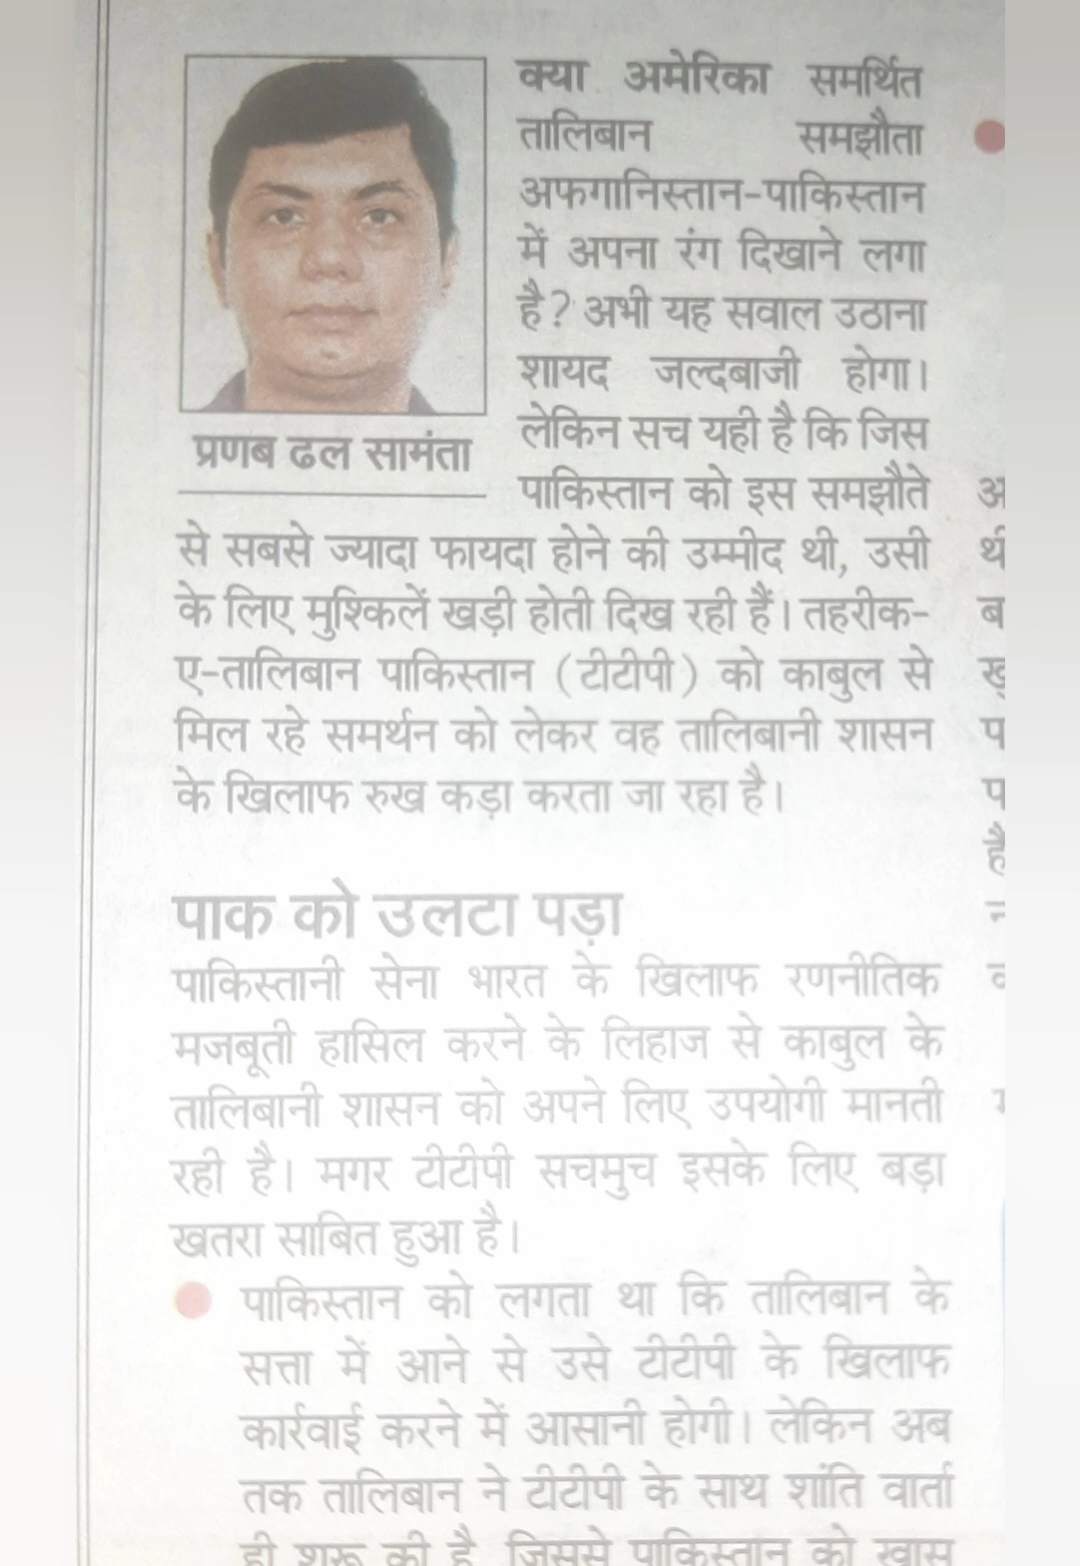 क्या अमेरिका समर्थित
तालिबान समझौता
अफगानिस्तान-पाकिस्तान
में अपना रंग दिखाने लगा
है? अभी यह सवाल उठाना
शायद जल्दबाजी होगा।
लेकिन सच यही है कि जिस
प्रणब ढल सामंता
पाकिस्तान को इस समझौते
से सबसे ज्यादा फायदा होने की उम्मीद थी, उसी
के लिए मुश्किलें खड़ी होती दिख रही हैं। तहरीक-
ए-तालिबान पाकिस्तान (टीटीपी) को काबुल से
मिल रहे समर्थन को लेकर वह तालिबानी शासन
के खिलाफ रुख कड़ा करता जा रहा है।
पाक को उलटा पड़ा
पाकिस्तानी सेना भारत के खिलाफ रणनीतिक
मजबूती हासिल करने के लिहाज से काबुल के
तालिबानी शासन को अपने लिए उपयोगी मानती
रही है। मगर टीटीपी सचमुच इसके लिए बड़ा
खतरा साबित हुआ है।
पाकिस्तान को लगता था कि तालिबान के
सत्ता में आने से उसे टीटीपी के खिलाफ
कार्रवाई करने में आसानी होगी। लेकिन अब
तक तालिबान ने टीटीपी के साथ शांति वार्ता
ही शुरू की है जिससे पाकिस्तान को खास